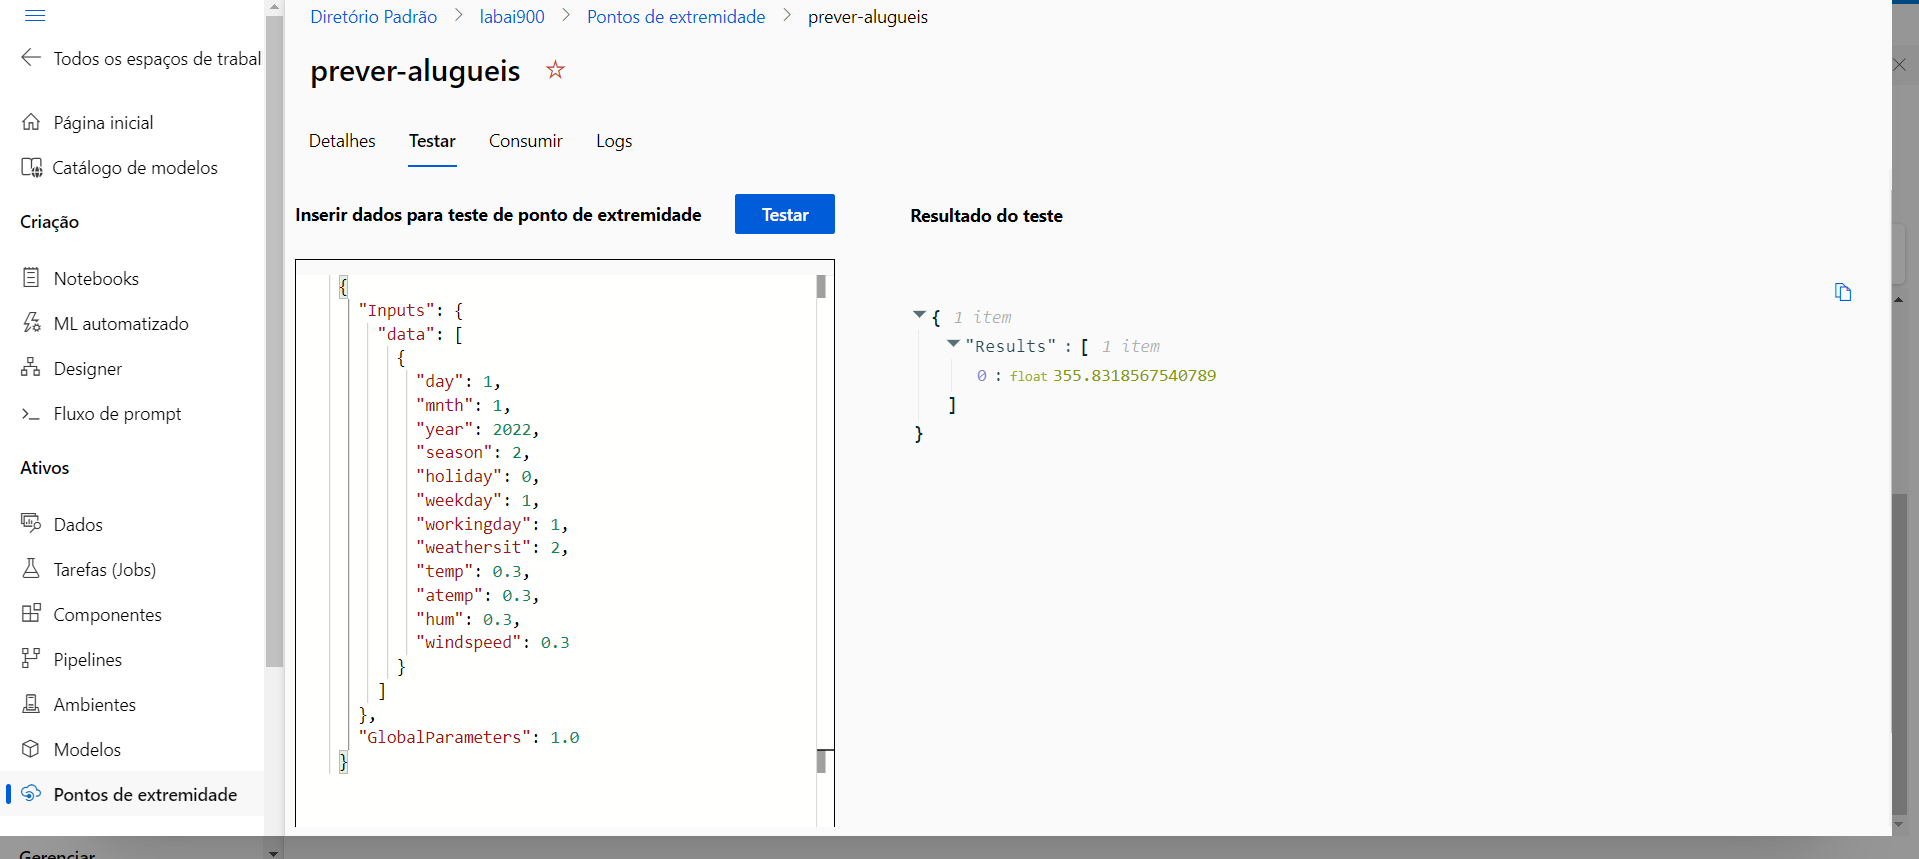 Diretório Padrão > labai900 > Pontos de extremidade > prever-alugueis
Todos os espaços de trabal
Página inicial
Catálogo de modelos
Criação
Notebooks
ML automatizado
Designer
Fluxo de prompt
Ativos
Dados
Tarefas (Jobs)
Componentes
Pipelines
Ambientes
Modelos
Pontos de extremidade
Gerenciar
prever-alugueis
Detalhes Testar Consumir Logs
Inserir dados para teste de ponto de extremidade Testar
{
"Inputs": {
"data": [
{
"day": 1,
"mnth": 1,
"year": 2022,
"season": 2,
"holiday": 0,
"weekday": 1,
"workingday": 1,
"weathersit": 2,
"temp": 0.3,
"atemp": 0.3,
"hum": 0.3,
"windspeed": 0.3
}
]
},
"GlobalParameters": 1.0
}
Resultado do teste
{ 1 item
"Results" : [ 1 item
0 : float 355.8318567540789
]
}